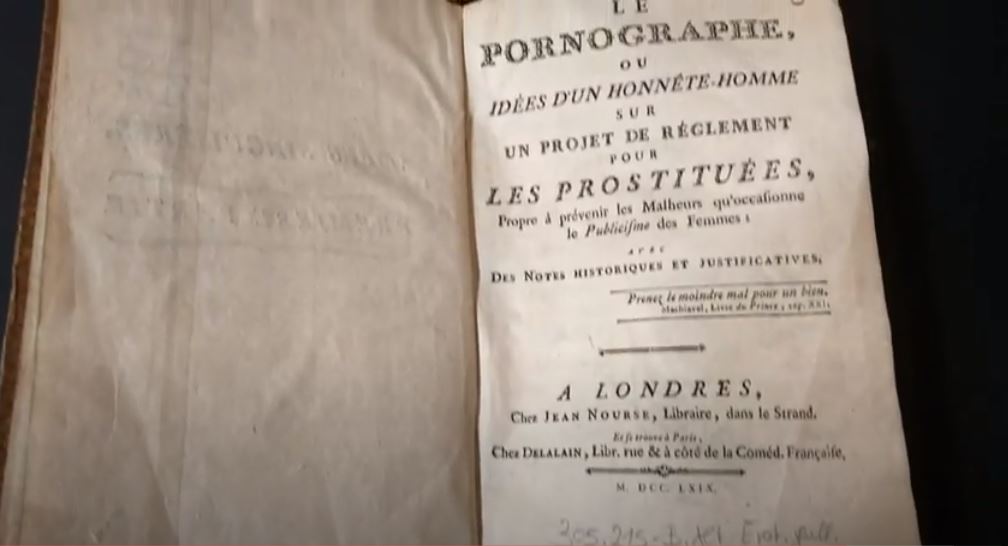 LE
PORNOGRAPHE,
OU
IDÉES D'UN HONNÊTE-HOMME
SUR
UN PROJET DE RÉGLEMENT
POUR
LES PROSTITUÉES,
Propre à prévenir les Malheurs qu'occasionne
le Publicisme des Femmes :
AVEC
DES NOTES HISTORIQUES ET JUSTIFICATIVES.
Prenez le moindre mal pour un bien.
Machiavel, Livre du Prince, cap. XXI.
A LONDRES,
Chez JEAN NOURSE, Libraire, dans le Strand.
Et se trouve à Paris,
Chez DELALAIN, Libr. rue & à côté de la Coméd. Françaife,
M. DCC. LXIX.
205.215-B